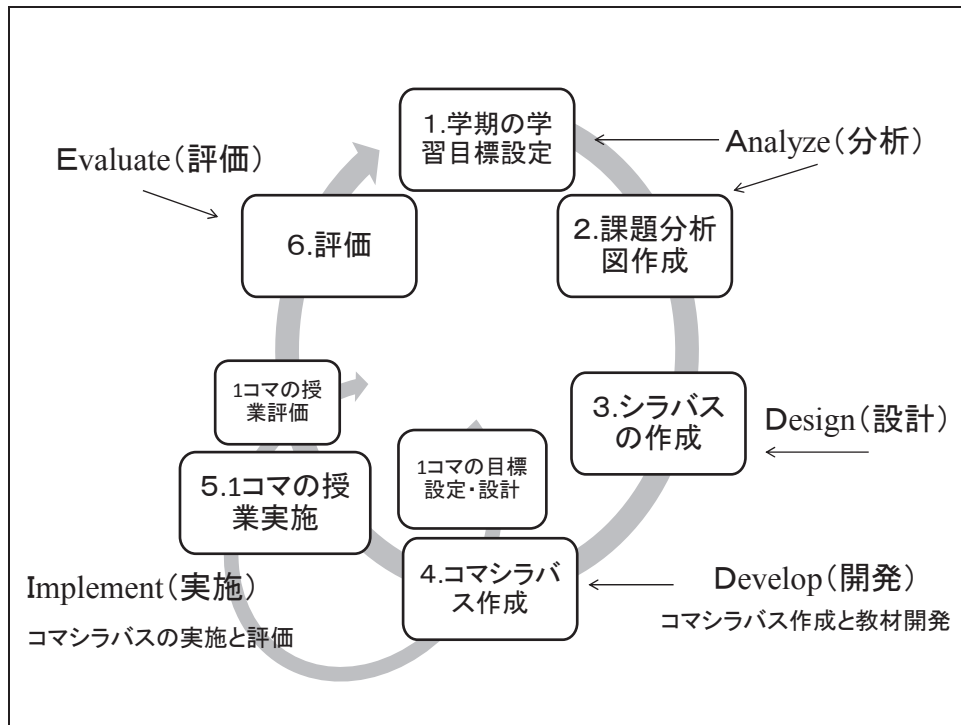 1.学期の学
習目標設定
Analyze(分析)
Evaluate(評価)
2.課題分析
図作成
6.評価
1コマの授
業評価
3.シラバス
の作成
Design(設計)
1コマの目標
設定・設計
5.1コマの授
業実施
4.コマシラバ
ス作成
Implement(実施)
コマシラバスの実施と評価
Develop(開発)
コマシラバス作成と教材開発